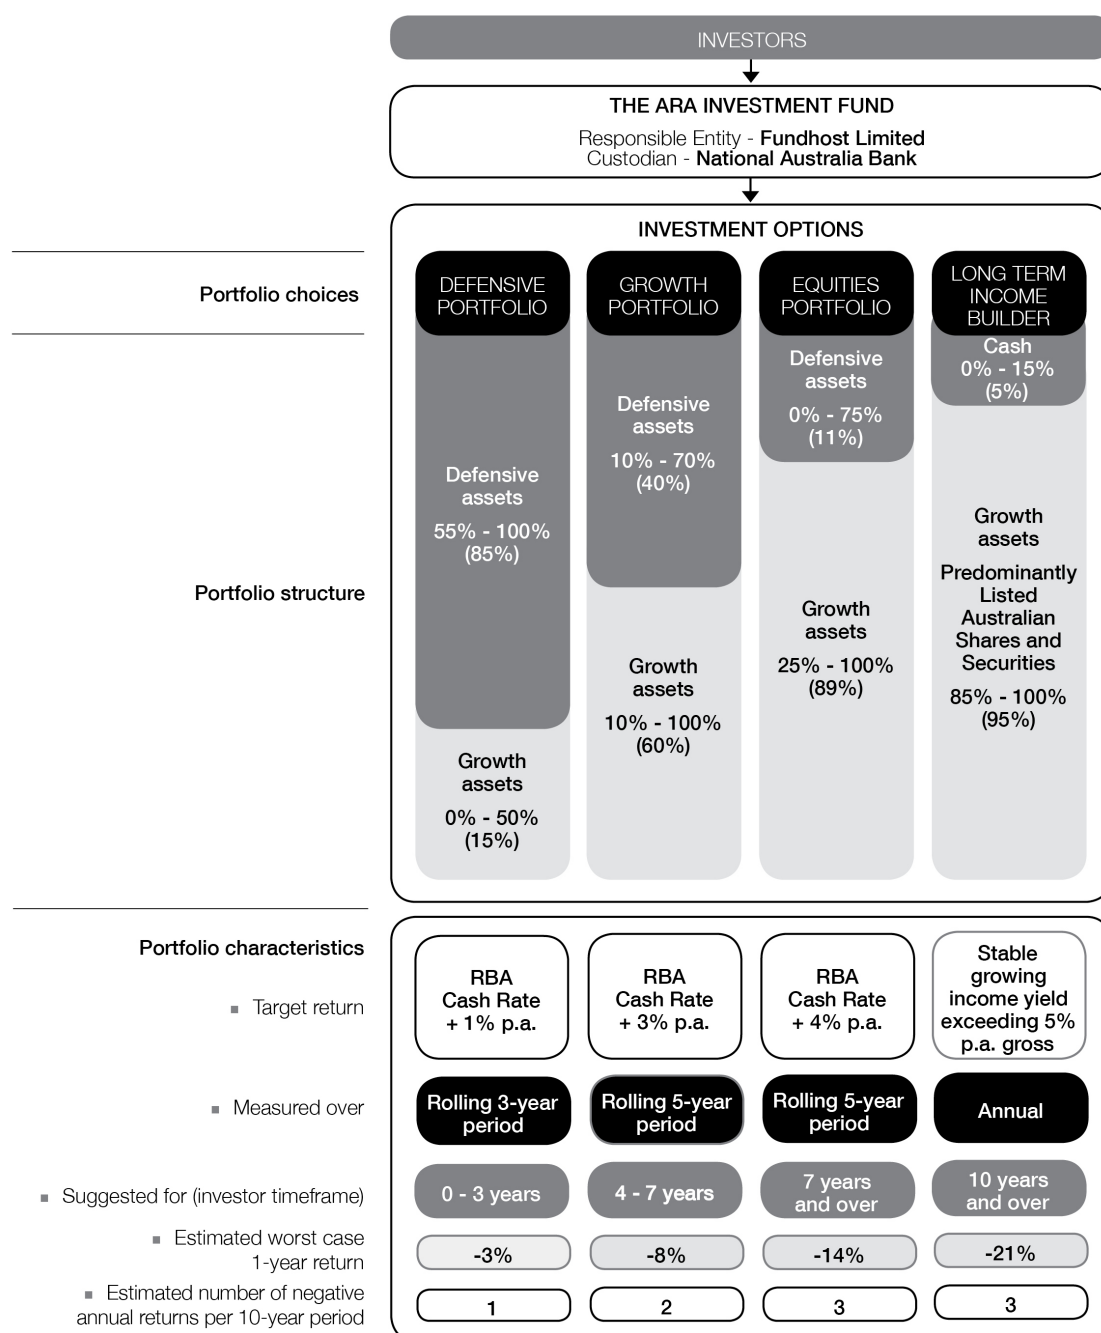 INVESTORS
THE ARA INVESTMENT FUND
Responsible Entity - Fundhost Limited
Custodian - National Australia Bank
INVESTMENT OPTIONS
Portfolio choices
DEFENSIVE
PORTFOLIO
GROWTH
PORTFOLIO
EQUITIES
PORTFOLIO
LONG TERM
INCOME
BUILDER
Portfolio structure
Defensive
assets
55% - 100%
(85%)
Growth
assets
0% - 50%
(15%)
Defensive
assets
10% - 70%
(40%)
Growth
assets
10% - 100%
(60%)
Defensive
assets
0% - 75%
(11%)
Growth
assets
25% - 100%
(89%)
Cash
0% - 15%
(5%)
Growth
assets
Predominantly
Listed
Australian
Shares and
Securities
85% - 100%
(95%)
Portfolio characteristics
■ Target return
RBA
Cash Rate
+ 1% p.a.
RBA
Cash Rate
+ 3% p.a.
RBA
Cash Rate
+ 4% p.a.
Stable
growing
income yield
exceeding 5%
p.a. gross
■ Measured over
Rolling 3-year
period
Rolling 5-year
period
Rolling 5-year
period
Annual
■ Suggested for (investor timeframe)
0 - 3 years
4 - 7 years
7 years
and over
10 years
and over
■ Estimated worst case
1-year return
-3%
-8%
-14%
-21%
■ Estimated number of negative
annual returns per 10-year period
1
2
3
3